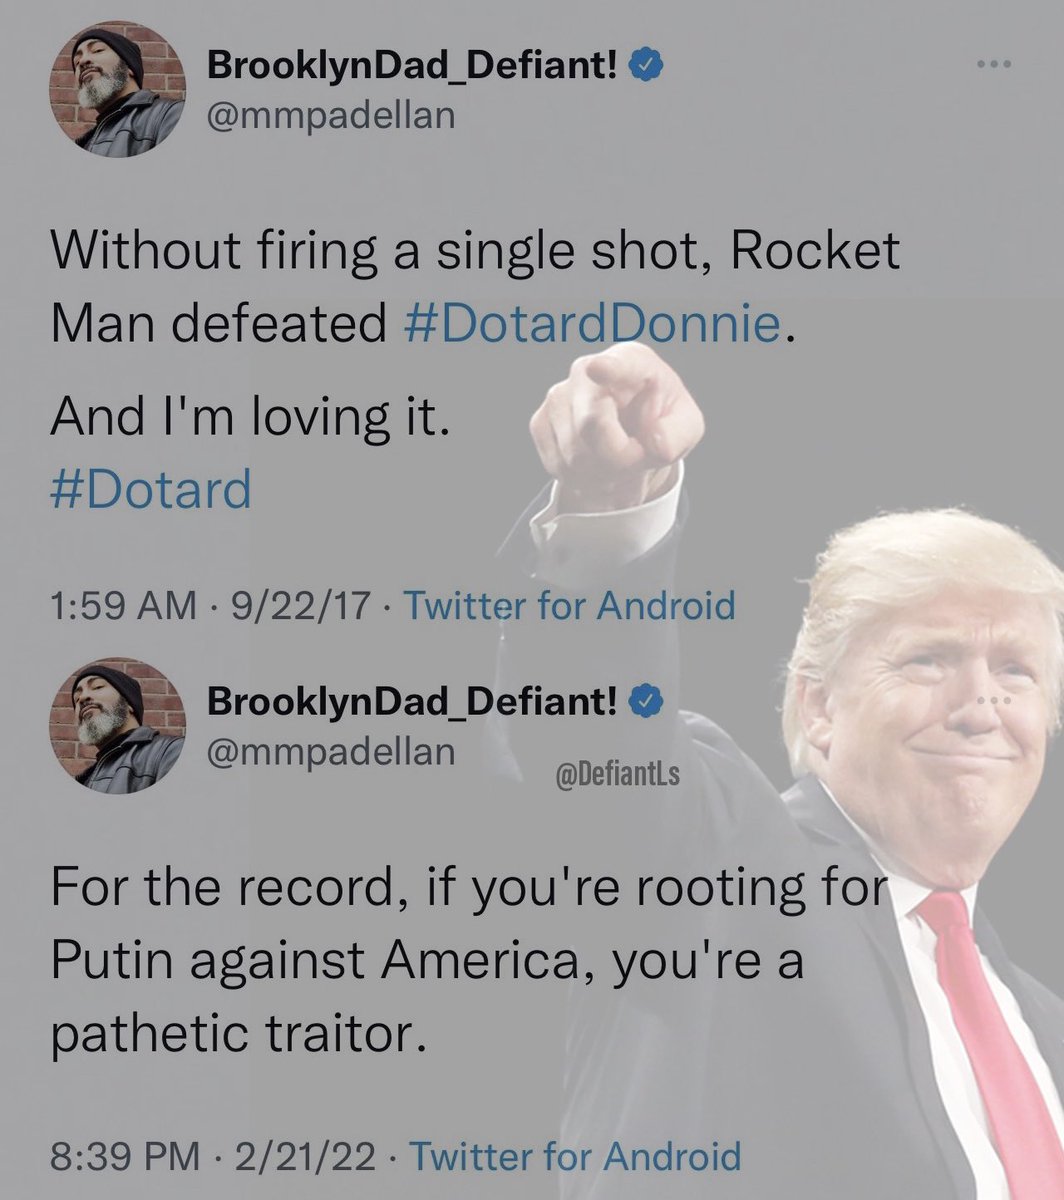 BrooklynDad_Defiant!
@mmpadellan
Without firing a single shot, Rocket
Man defeated #DotardDonnie.
And I'm loving it.
#Dotard
1:59 AM · 9/22/17 · Twitter for Android
BrooklynDad_Defiant!
@mmpadellan
@DefiantLs
For the record, if you're rooting for
Putin against America, you're a
pathetic traitor.
8:39 PM · 2/21/22 · Twitter for Android